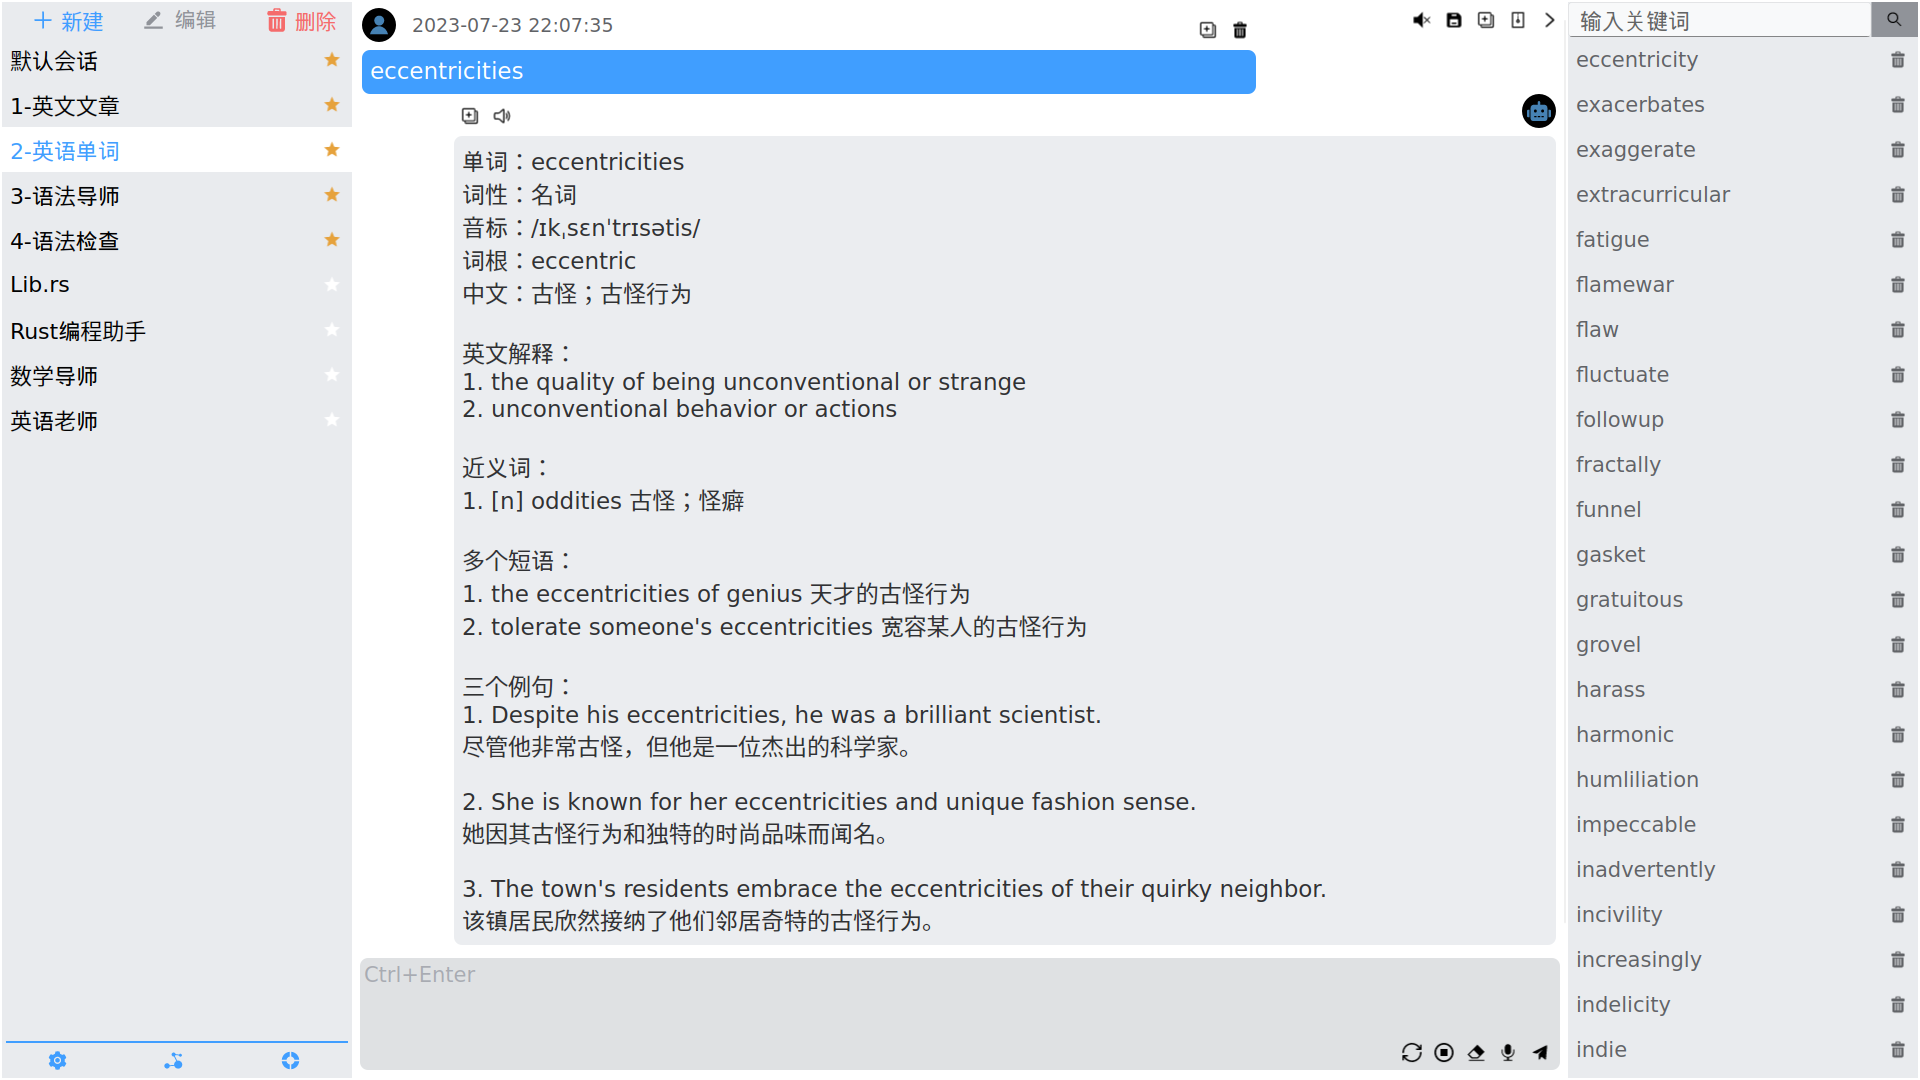 新建
编辑
删除
默认会话
1-英文文章
2-英语单词
3-语法导师
4-语法检查
Lib.rs
Rust编程助手
数学导师
英语老师
2023-07-23 22:07:35
eccentricities
单词：eccentricities
词性：名词
音标：/ɪkˌsɛn'trɪsətis/
词根：eccentric
中文：古怪；古怪行为
英文解释：
1. the quality of being unconventional or strange
2. unconventional behavior or actions
近义词：
1. [n] oddities 古怪；怪癖
多个短语：
1. the eccentricities of genius 天才的古怪行为
2. tolerate someone's eccentricities 宽容某人的古怪行为
三个例句：
1. Despite his eccentricities, he was a brilliant scientist.
尽管他非常古怪，但他是一位杰出的科学家。
2. She is known for her eccentricities and unique fashion sense.
她因其古怪行为和独特的时尚品味而闻名。
3. The town's residents embrace the eccentricities of their quirky neighbor.
该镇居民欣然接纳了他们邻居奇特的古怪行为。
Ctrl+Enter
输入关键词
eccentricity
exacerbates
exaggerate
extracurricular
fatigue
flamewar
flaw
fluctuate
followup
fractally
funnel
gasket
gratuitous
grovel
harass
harmonic
humliliation
impeccable
inadvertently
incivility
increasingly
indelicity
indie